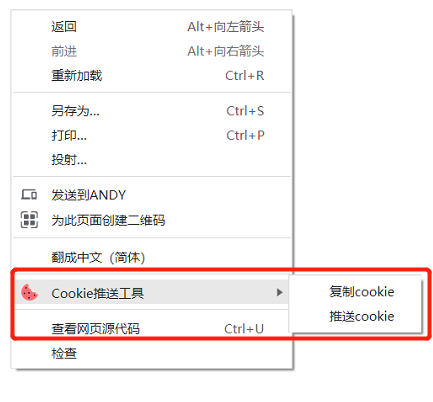 返回 Alt+向左箭头
前进 Alt+向右箭头
重新加载 Ctrl+R
另存为... Ctrl+S
打印... Ctrl+P
投射...
发送到ANDY
为此页面创建二维码
翻成中文（简体）
Cookie推送工具
复制cookie
推送cookie
查看网页源代码 Ctrl+U
检查